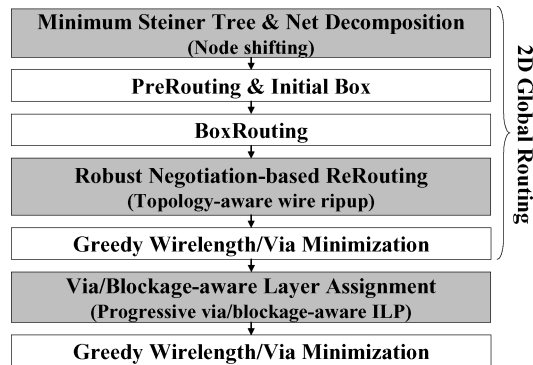 Minimum Steiner Tree & Net Decomposition
(Node shifting)
PreRouting & Initial Box
BoxRouting
Robust Negotiation-based ReRouting
(Topology-aware wire ripup)
Greedy Wirelength/Via Minimization
Via/Blockage-aware Layer Assignment
(Progressive via/blockage-aware ILP)
Greedy Wirelength/Via Minimization
2D Global Routing